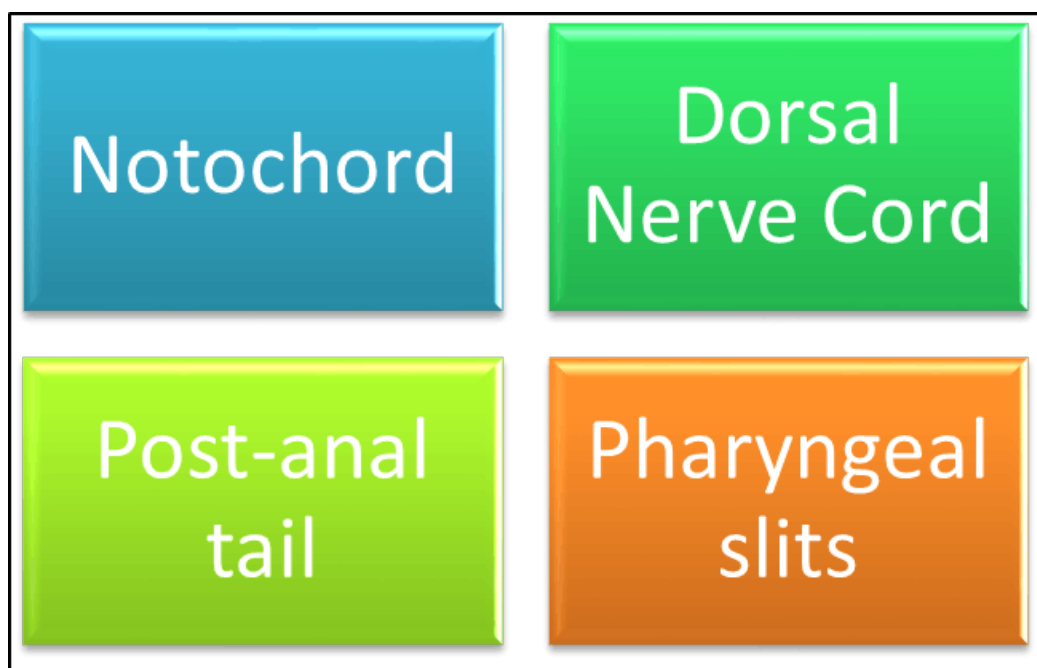 Notochord
Dorsal
Nerve Cord
Post-anal
tail
Pharyngeal
slits